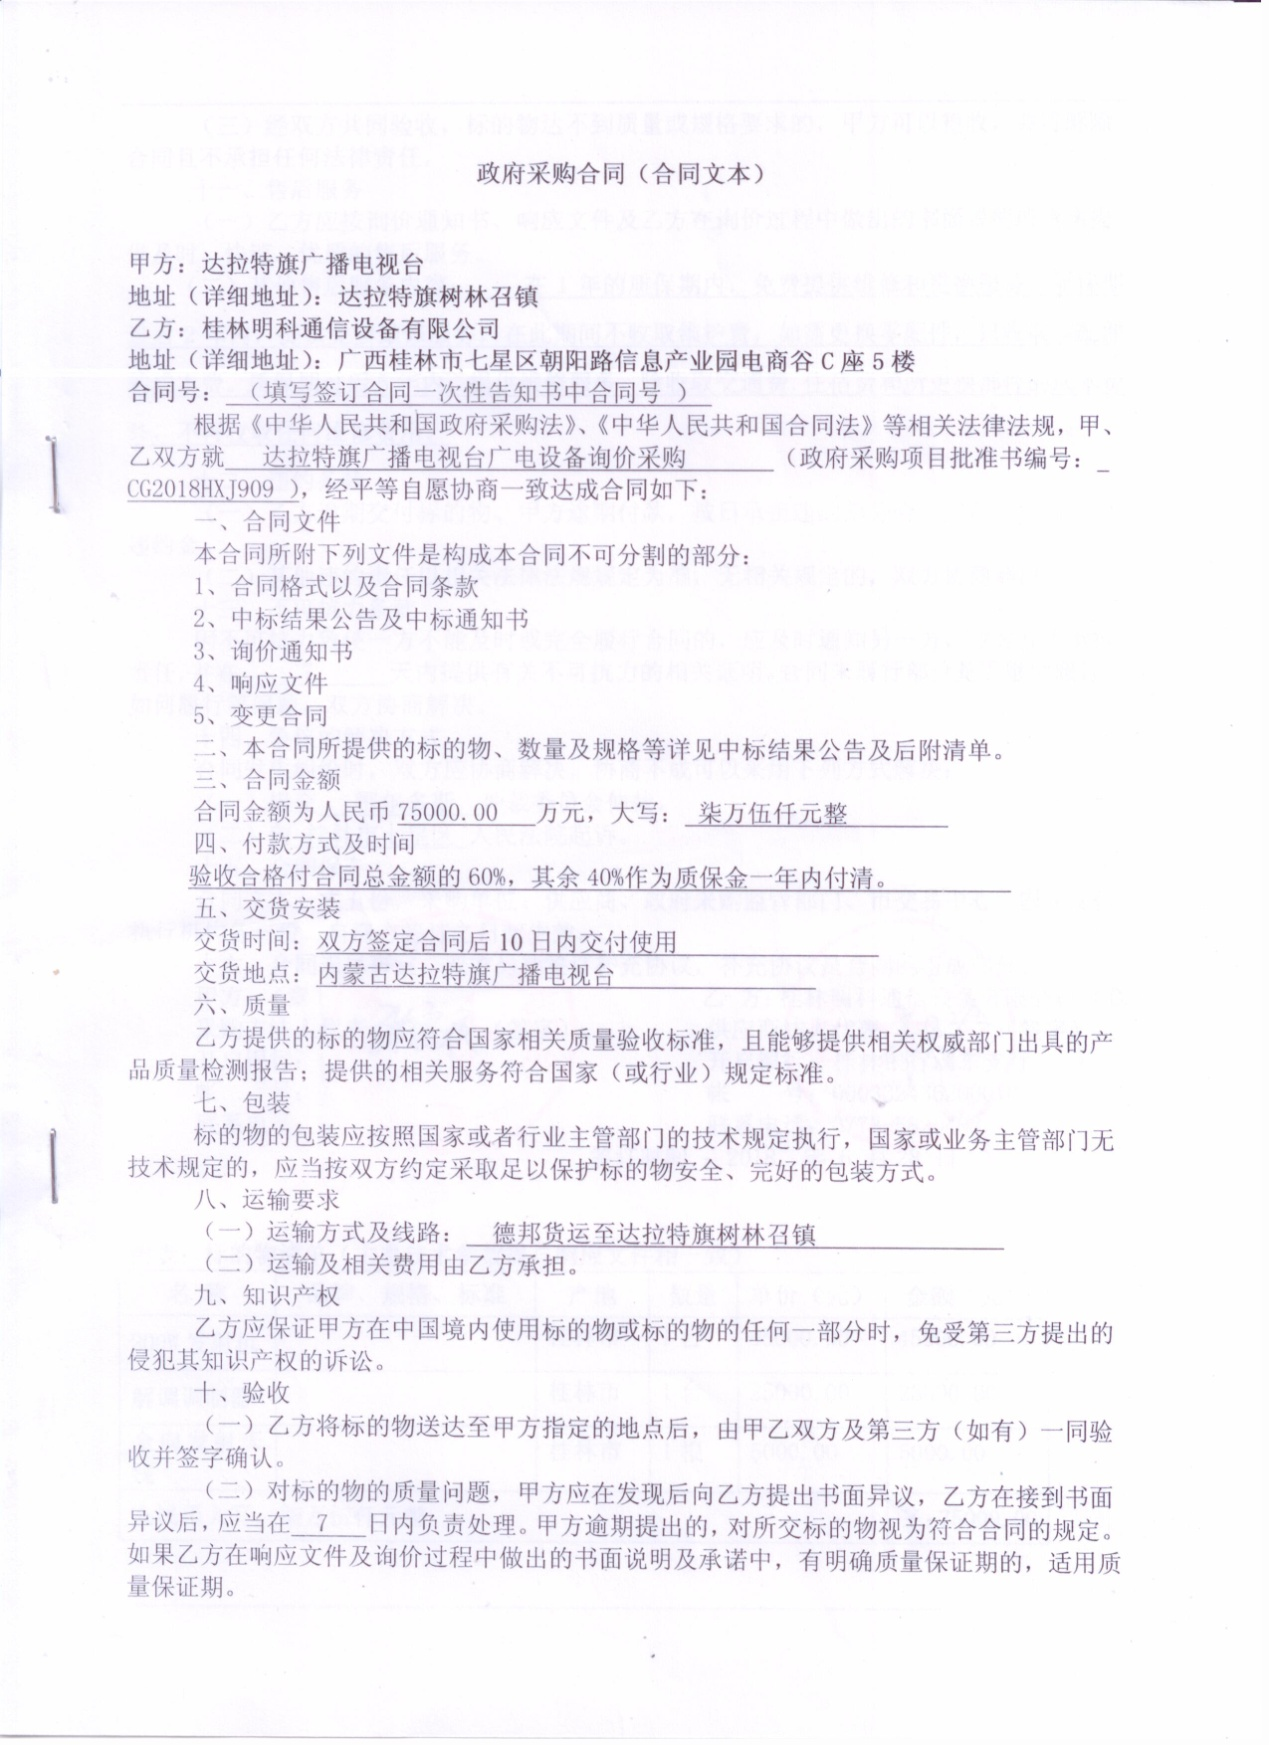 政府采购合同（合同文本）
甲方：达拉特旗广播电视台
地址（详细地址）：达拉特旗树林召镇
乙方：桂林明科通信设备有限公司
地址（详细地址）：广西桂林市七星区朝阳路信息产业园电商谷C座5楼
合同号： （填写签订合同一次性告知书中合同号 ）
根据《中华人民共和国政府采购法》、《中华人民共和国合同法》等相关法律法规，甲、
乙双方就 达拉特旗广播电视台广电设备询价采购 （政府采购项目批准书编号：_
CG2018HXJ909 ），经平等自愿协商一致达成合同如下：
一、合同文件
本合同所附下列文件是构成本合同不可分割的部分：
1、合同格式以及合同条款
2、中标结果公告及中标通知书
3、询价通知书
4、响应文件
5、变更合同
二、本合同所提供的标的物、数量及规格等详见中标结果公告及后附清单。
三、合同金额
合同金额为人民币 75000.00 万元，大写： 柒万伍仟元整
四、付款方式及时间
验收合格付合同总金额的60%，其余40%作为质保金一年内付清。
五、交货安装
交货时间：双方签定合同后10日内交付使用
交货地点：内蒙古达拉特旗广播电视台
六、质量
乙方提供的标的物应符合国家相关质量验收标准，且能够提供相关权威部门出具的产
品质量检测报告；提供的相关服务符合国家（或行业）规定标准。
七、包装
标的物的包装应按照国家或者行业主管部门的技术规定执行，国家或业务主管部门无
技术规定的，应当按双方约定采取足以保护标的物安全、完好的包装方式。
八、运输要求
（一）运输方式及线路： 德邦货运至达拉特旗树林召镇
（二）运输及相关费用由乙方承担。
九、知识产权
乙方应保证甲方在中国境内使用标的物或标的物的任何一部分时，免受第三方提出的
侵犯其知识产权的诉讼。
十、验收
（一）乙方将标的物送达至甲方指定的地点后，由甲乙双方及第三方（如有）一同验
收并签字确认。
（二）对标的物的质量问题，甲方应在发现后向乙方提出书面异议，乙方在接到书面
异议后，应当在 7 日内负责处理。甲方逾期提出的，对所交标的物视为符合合同的规定。
如果乙方在响应文件及询价过程中做出的书面说明及承诺中，有明确质量保证期的，适用质
量保证期。